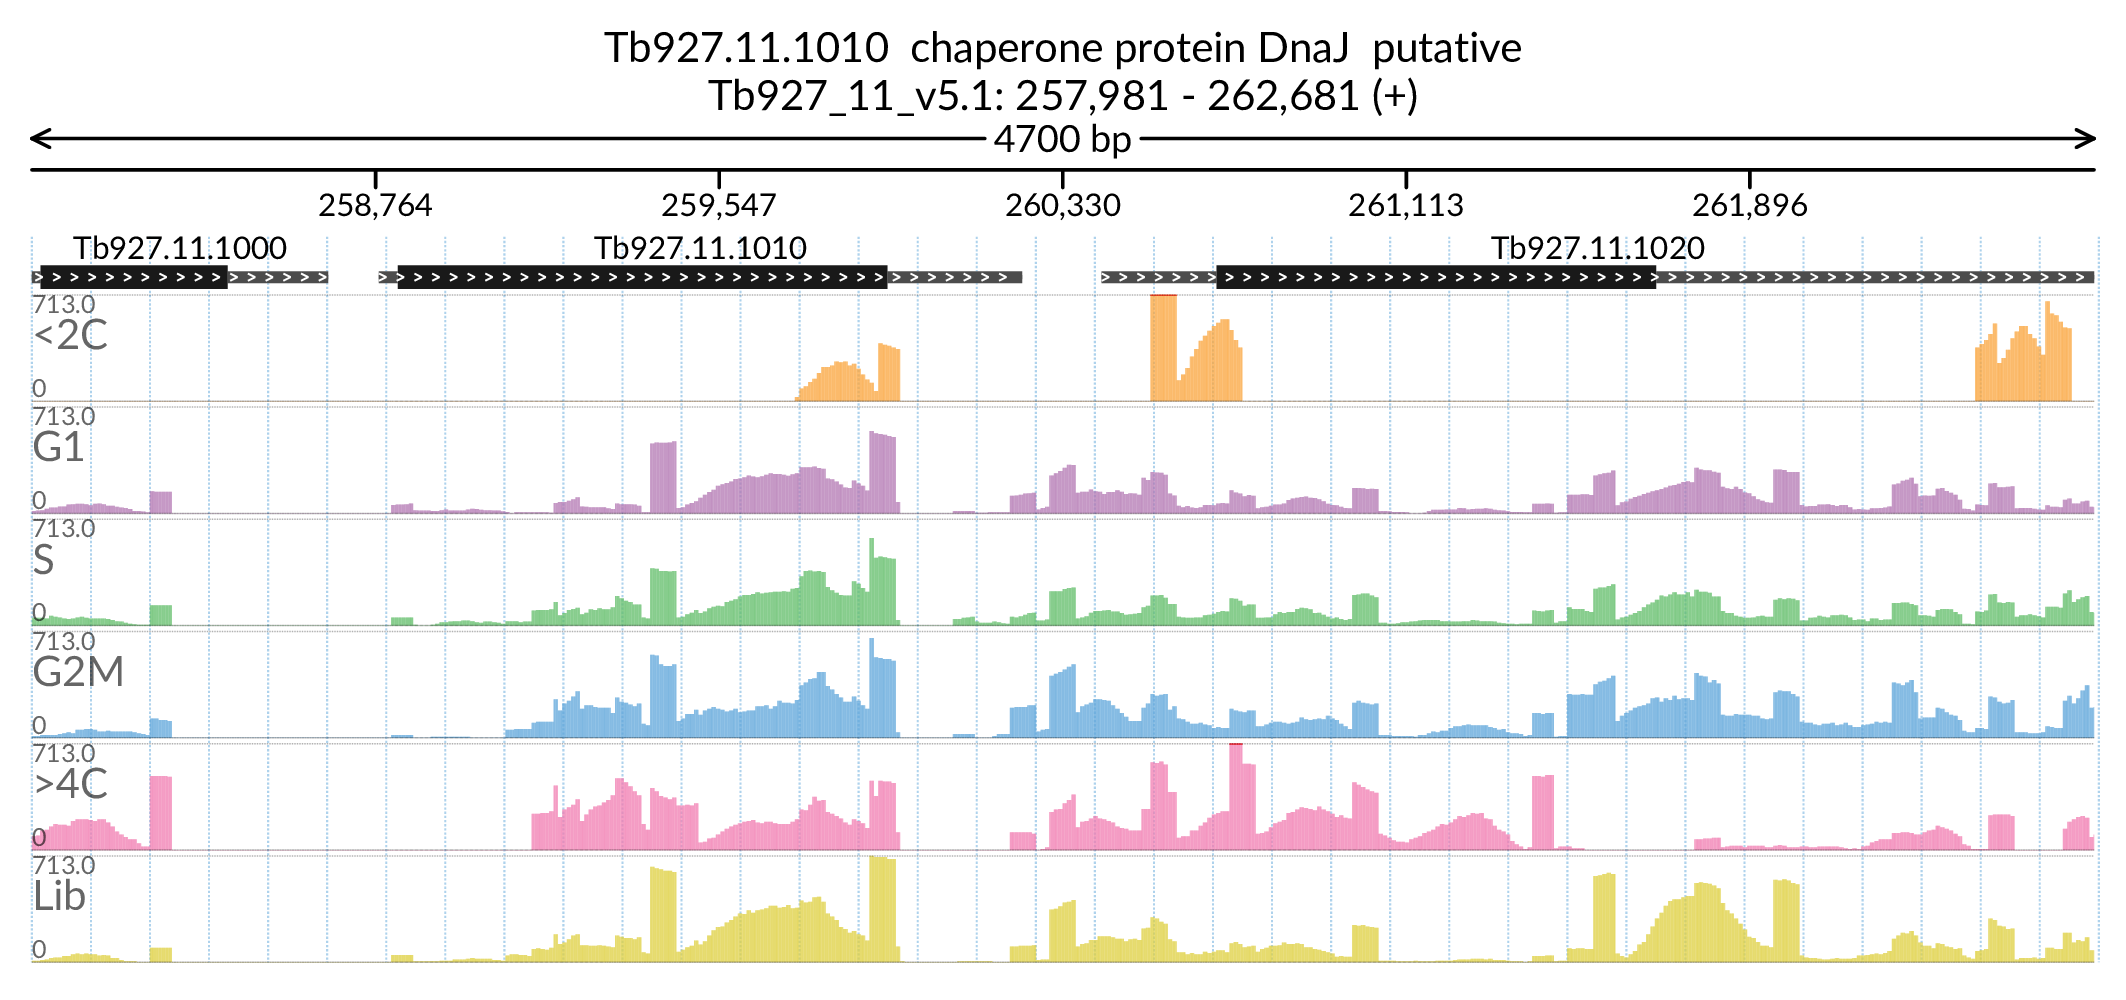 Tb927.11.1010  chaperone protein DnaJ  putative
Tb927_11_v5.1: 257,981 - 262,681 (+)
4700 bp
258,764 259,547 260,330 261,113 261,896
Tb927.11.1000 Tb927.11.1010 Tb927.11.1020
713.0
<2C
0
713.0
G1
0
713.0
S
0
713.0
G2M
0
713.0
>4C
0
713.0
Lib
0